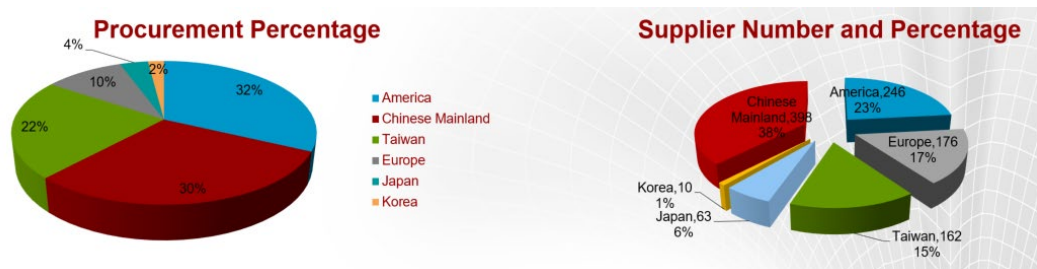 Procurement Percentage
4%
2%
10%
32%
22%
30%
America
Chinese Mainland
Taiwan
Europe
Japan
Korea
Supplier Number and Percentage
Chinese
Mainland,398
38%
America,246
23%
Europe,176
17%
Korea,10
1%
Japan,63
6%
Taiwan,162
15%